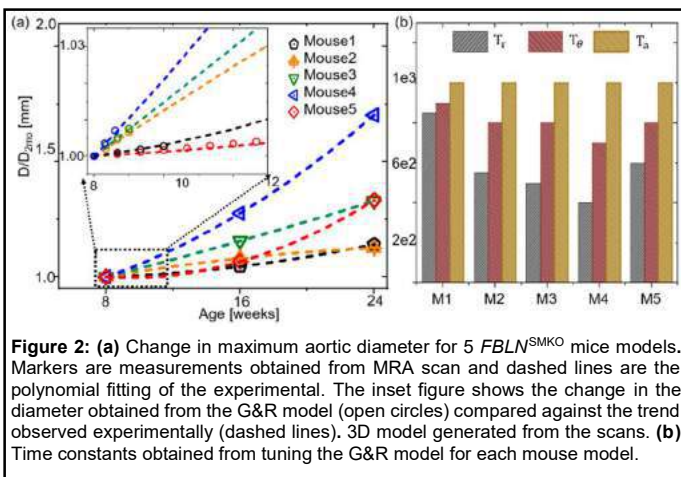 (a)
2.0
1.03
1.00
8
10
12
Mouse1
Mouse2
Mouse3
Mouse4
Mouse5
D/D2mo [mm]
1.5
1.0
8
16
24
Age [weeks]
(b)
Tr
Tθ
Ta
1e3
6e2
2e2
M1
M2
M3
M4
M5
Figure 2: (a) Change in maximum aortic diameter for 5 FBLNSMKO mice models.
Markers are measurements obtained from MRA scan and dashed lines are the
polynomial fitting of the experimental. The inset figure shows the change in the
diameter obtained from the G&R model (open circles) compared against the trend
observed experimentally (dashed lines). 3D model generated from the scans. (b)
Time constants obtained from tuning the G&R model for each mouse model.